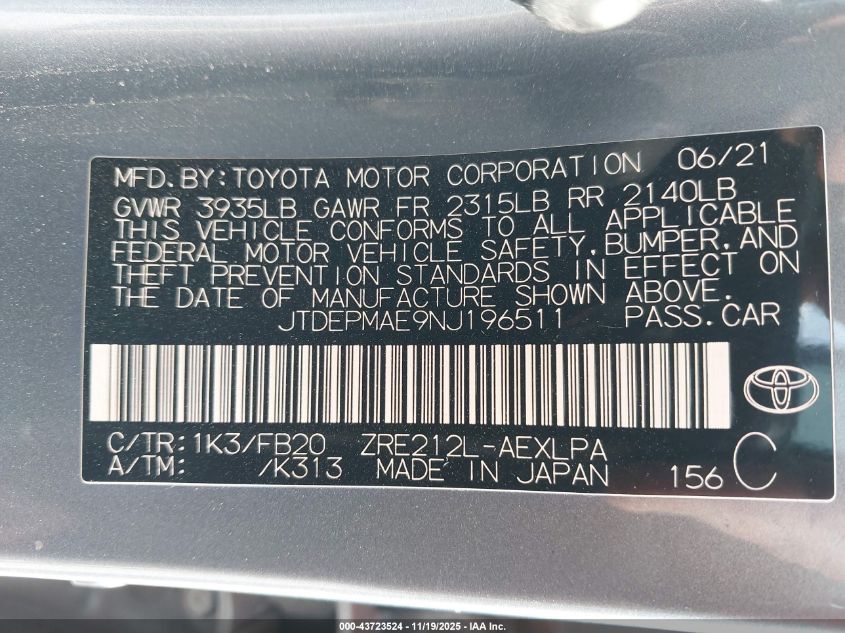 MFD.BY:TOYOTA MOTOR CORPORATION 06/21
GVWR 3935LB GAWR FR 2315LB RR 2140LB
THIS VEHICLE CONFORMS TO ALL APPLICABLE
FEDERAL MOTOR VEHICLE SAFETY,BUMPER,AND
THEFT PREVENTION STANDARDS IN EFFECT ON
THE DATE OF MANUFACTURE SHOWN ABOVE.
JTDEPMAE9NJ196511 PASS.CAR
C/TR:1K3/FB20 ZRE212L-AEXLPA
A/TM: /K313 MADE IN JAPAN 156 C
000-43723524 | 11/19/2025 - IAA Inc.